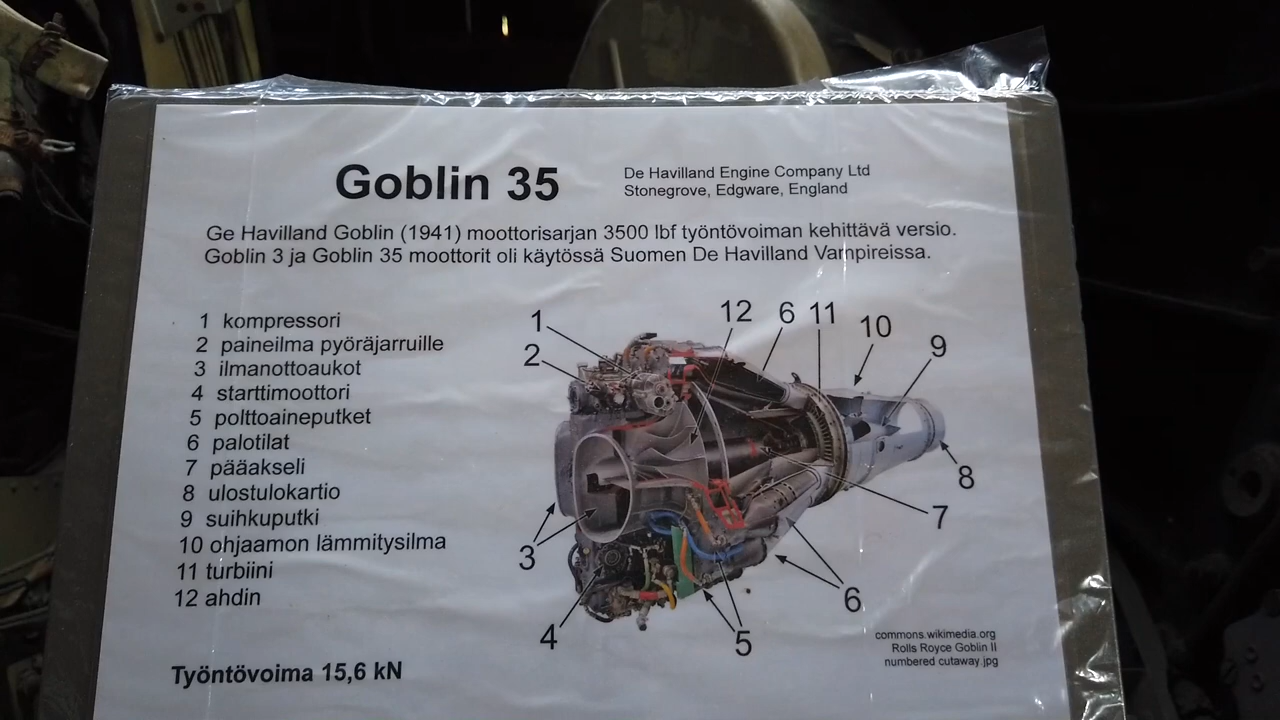 Goblin 35
De Havilland Engine Company Ltd
Stonegrove, Edgware, England
Ge Havilland Goblin (1941) moottorisarjan 3500 lbf työntövoiman kehittävä versio.
Goblin 3 ja Goblin 35 moottorit oli käytössä Suomen De Havilland Vampireissa.
1 kompressori
2 paineilma pyöräjarruille
3 ilmanottoaukot
4 starttimoottori
5 polttoaineputket
6 palotilat
7 pääakseli
8 ulostulokartio
9 suihkuputki
10 ohjaamon lämmitysilma
11 turbiini
12 ahdin
1
2
12
6
11
10
9
8
7
3
6
4
5
Työntövoima 15,6 kN
commons.wikimedia.org
Rolls Royce Goblin II
numbered cutaway.jpg